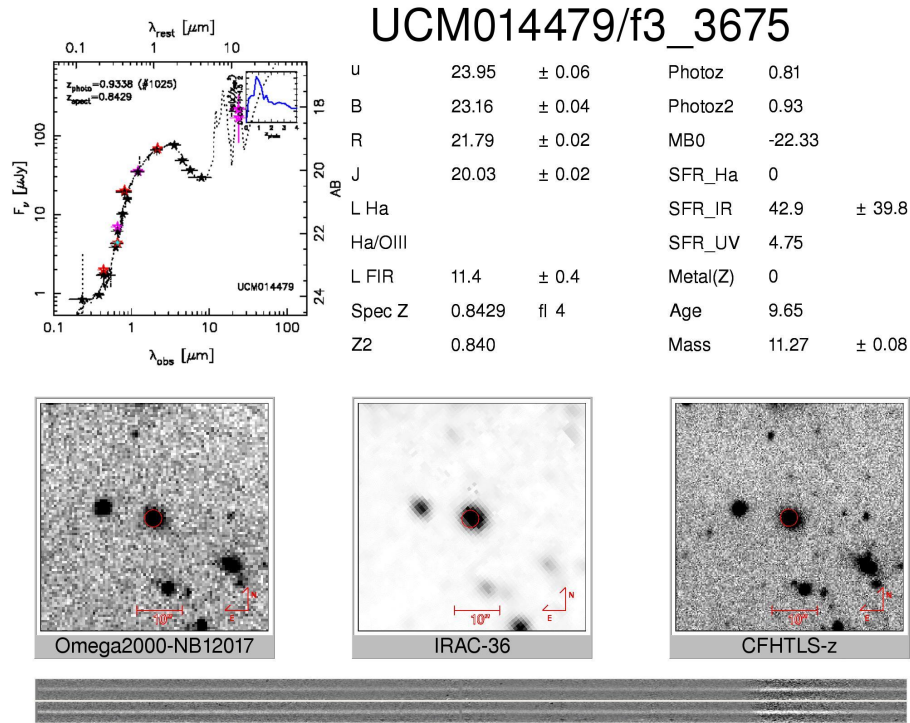 UCM014479/f3_3675
λrest [μm]
0.1 1 10
zphoto=0.9338 (#1025)
zspect=0.8429
Fν [μJy]
100
10
1
18
20
22
24
AB
0 1 2 3 4
UCM014479
0.1 1 10 100
λobs [μm]
u 23.95 ± 0.06 Photoz 0.81
B 23.16 ± 0.04 Photoz2 0.93
R 21.79 ± 0.02 MB0 -22.33
J 20.03 ± 0.02 SFR_Ha 0
L Ha SFR_IR 42.9 ± 39.8
Ha/OIII SFR_UV 4.75
L FIR 11.4 ± 0.4 Metal(Z) 0
Spec Z 0.8429 fl 4 Age 9.65
Z2 0.840 Mass 11.27 ± 0.08
N
E
10"
Omega2000-NB12017
N
E
10"
IRAC-36
N
E
10"
CFHTLS-z